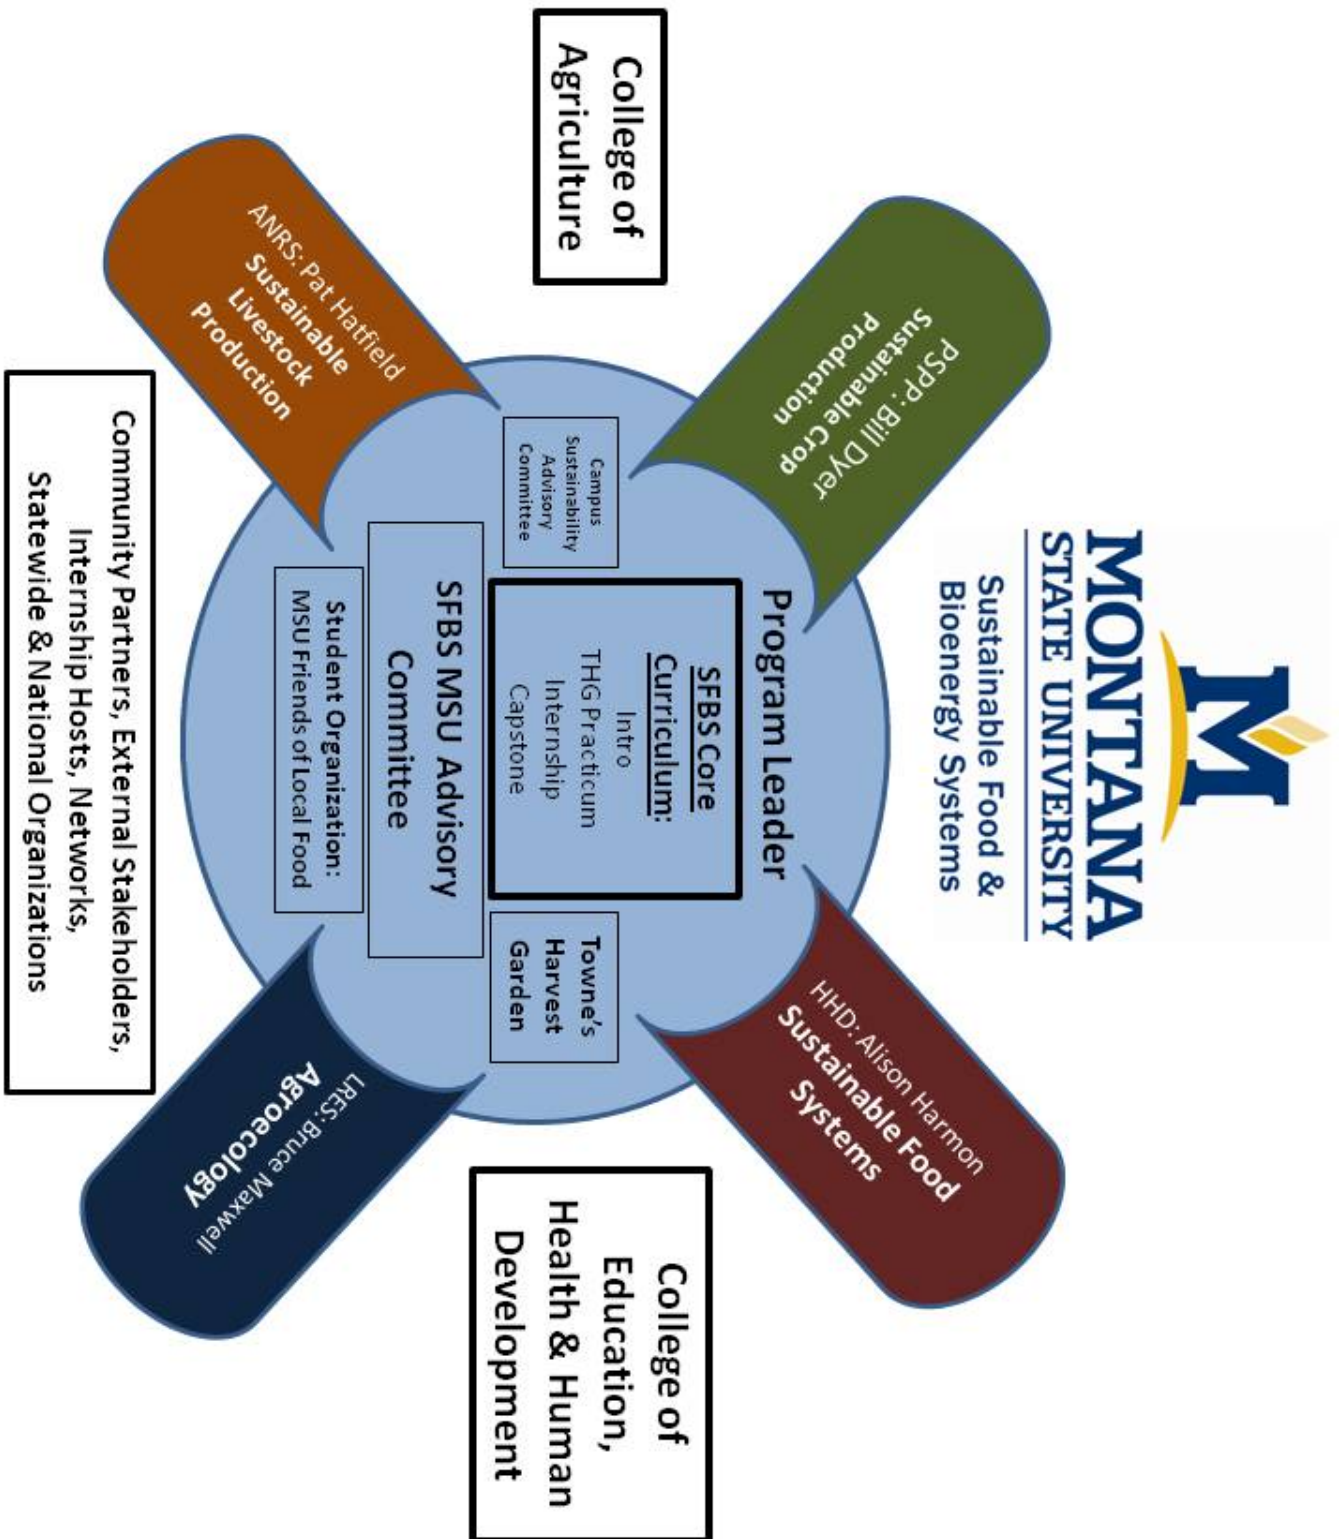 M
MONTANA
STATE UNIVERSITY
Sustainable Food &
Bioenergy Systems
PSPP: Bill Dyer
Sustainable Crop
Production
HHD: Alison Harmon
Sustainable Food
Systems
College of
Agriculture
Program Leader
SFBS Core
Curriculum:
Intro
THG Practicum
Internship
Capstone
Campus
Sustainability
Advisory
Committee
Towne's
Harvest
Garden
College of
Education,
Health & Human
Development
SFBS MSU Advisory
Committee
Student Organization:
MSU Friends of Local Food
ANRS: Pat Hatfield
Sustainable
Livestock
Production
LRES: Bruce Maxwell
Agroecology
Community Partners, External Stakeholders,
Internship Hosts, Networks,
Statewide & National Organizations